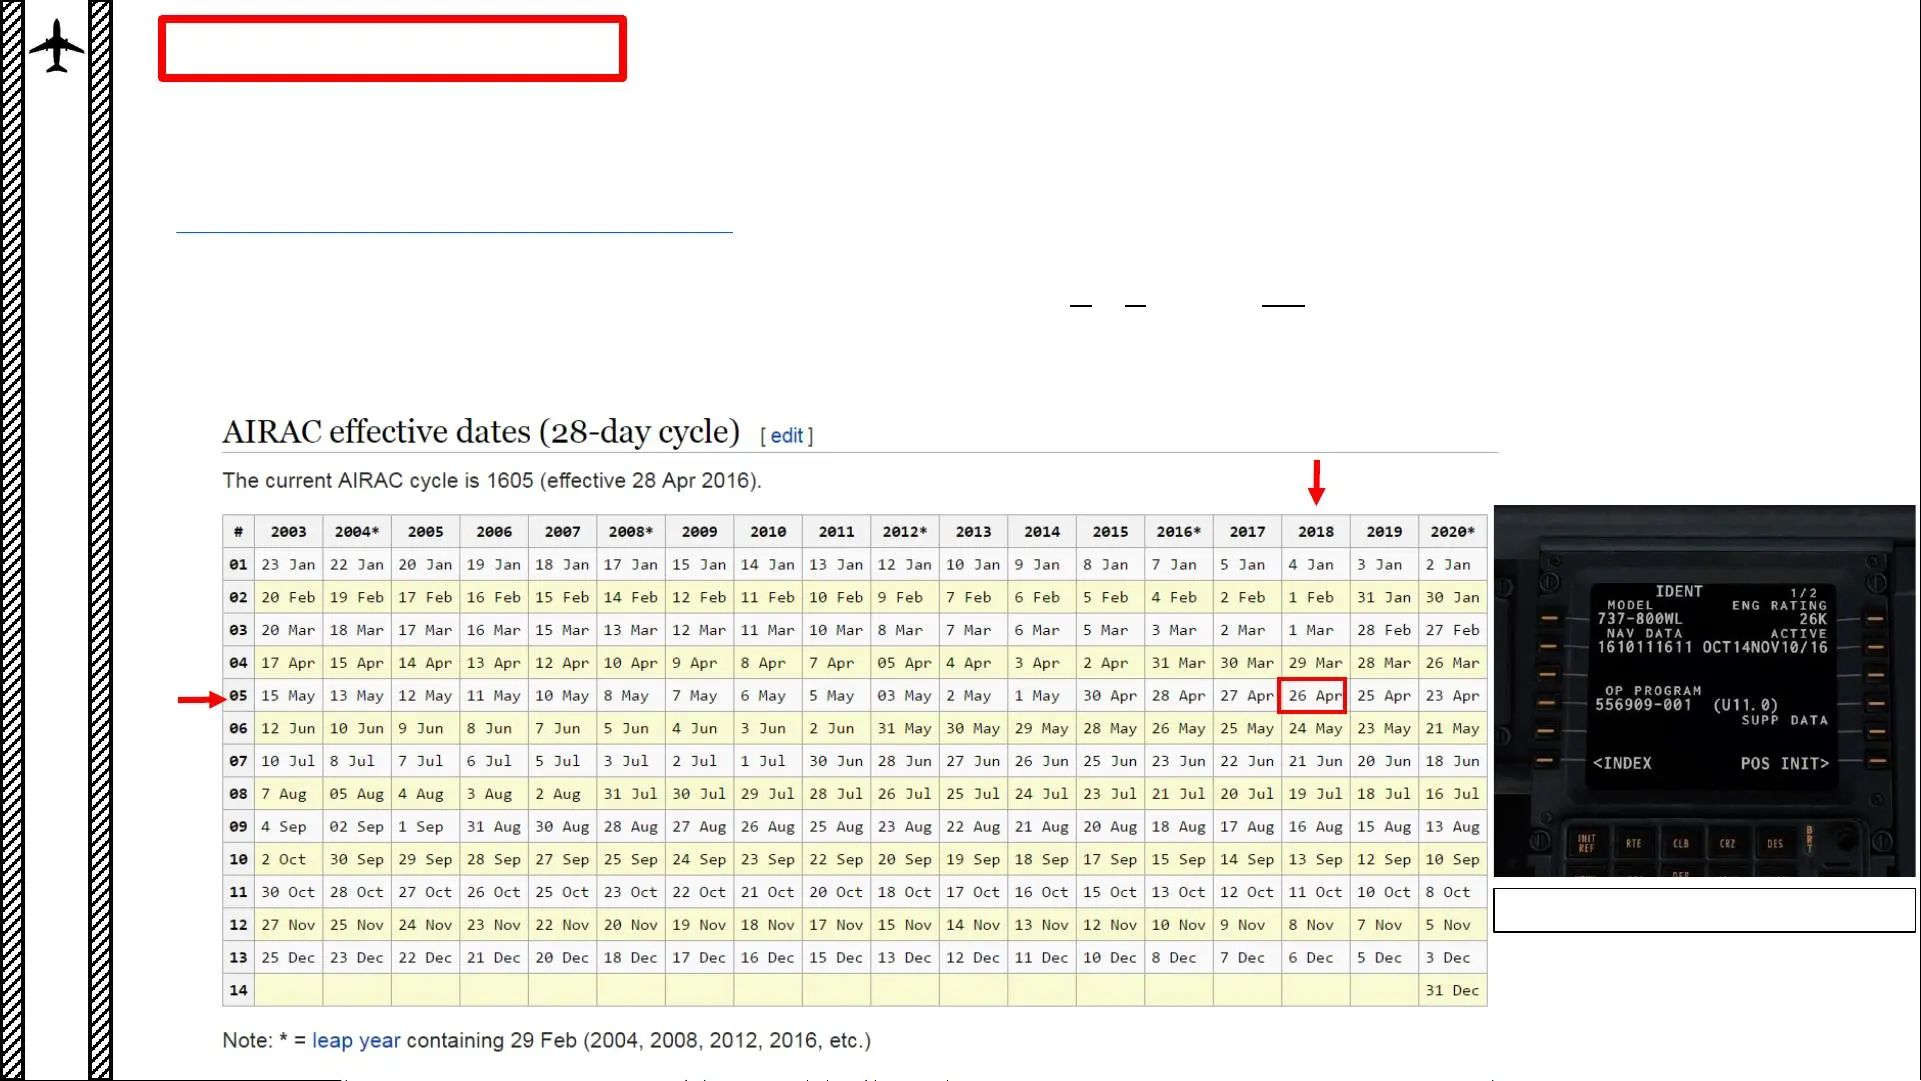 AIRAC effective dates (28-day cycle) [ edit ]
The current AIRAC cycle is 1605 (effective 28 Apr 2016).
# 2003 2004* 2005 2006 2007 2008* 2009 2010 2011 2012* 2013 2014 2015 2016* 2017 2018 2019 2020*
01 23 Jan 22 Jan 20 Jan 19 Jan 18 Jan 17 Jan 15 Jan 14 Jan 13 Jan 12 Jan 10 Jan 9 Jan 8 Jan 7 Jan 5 Jan 4 Jan 3 Jan 2 Jan
02 20 Feb 19 Feb 17 Feb 16 Feb 15 Feb 14 Feb 12 Feb 11 Feb 10 Feb 9 Feb 7 Feb 6 Feb 5 Feb 4 Feb 2 Feb 1 Feb 31 Jan 30 Jan
03 20 Mar 18 Mar 17 Mar 16 Mar 15 Mar 13 Mar 12 Mar 11 Mar 10 Mar 8 Mar 7 Mar 6 Mar 5 Mar 3 Mar 2 Mar 1 Mar 28 Feb 27 Feb
04 17 Apr 15 Apr 14 Apr 13 Apr 12 Apr 10 Apr 9 Apr 8 Apr 7 Apr 05 Apr 4 Apr 3 Apr 2 Apr 31 Mar 30 Mar 29 Mar 28 Mar 26 Mar
05 15 May 13 May 12 May 11 May 10 May 8 May 7 May 6 May 5 May 03 May 2 May 1 May 30 Apr 28 Apr 27 Apr 26 Apr 25 Apr 23 Apr
06 12 Jun 10 Jun 9 Jun 8 Jun 7 Jun 5 Jun 4 Jun 3 Jun 2 Jun 31 May 30 May 29 May 28 May 26 May 25 May 24 May 23 May 21 May
07 10 Jul 8 Jul 7 Jul 6 Jul 5 Jul 3 Jul 2 Jul 1 Jul 30 Jun 28 Jun 27 Jun 26 Jun 25 Jun 23 Jun 22 Jun 21 Jun 20 Jun 18 Jun
08 7 Aug 05 Aug 4 Aug 3 Aug 2 Aug 31 Jul 30 Jul 29 Jul 28 Jul 26 Jul 25 Jul 24 Jul 23 Jul 21 Jul 20 Jul 19 Jul 18 Jul 16 Jul
09 4 Sep 02 Sep 1 Sep 31 Aug 30 Aug 28 Aug 27 Aug 26 Aug 25 Aug 23 Aug 22 Aug 21 Aug 20 Aug 18 Aug 17 Aug 16 Aug 15 Aug 13 Aug
10 2 Oct 30 Sep 29 Sep 28 Sep 27 Sep 25 Sep 24 Sep 23 Sep 22 Sep 20 Sep 19 Sep 18 Sep 17 Sep 15 Sep 14 Sep 13 Sep 12 Sep 10 Sep
11 30 Oct 28 Oct 27 Oct 26 Oct 25 Oct 23 Oct 22 Oct 21 Oct 20 Oct 18 Oct 17 Oct 16 Oct 15 Oct 13 Oct 12 Oct 11 Oct 10 Oct 8 Oct
12 27 Nov 25 Nov 24 Nov 23 Nov 22 Nov 20 Nov 19 Nov 18 Nov 17 Nov 15 Nov 14 Nov 13 Nov 12 Nov 10 Nov 9 Nov 8 Nov 7 Nov 5 Nov
13 25 Dec 23 Dec 22 Dec 21 Dec 20 Dec 18 Dec 17 Dec 16 Dec 15 Dec 13 Dec 12 Dec 11 Dec 10 Dec 8 Dec 7 Dec 6 Dec 5 Dec 3 Dec
14 31 Dec
Note: * = leap year containing 29 Feb (2004, 2008, 2012, 2016, etc.)
IDENT 1/2
MODEL ENG RATING
737-800WL 26K
NAV DATA ACTIVE
1610111611 OCT14NOV10/16
OP PROGRAM
556909-001 (U11.0)
SUPP DATA
<INDEX POS INIT>
INIT REF RTE CLB CRZ DES BRT